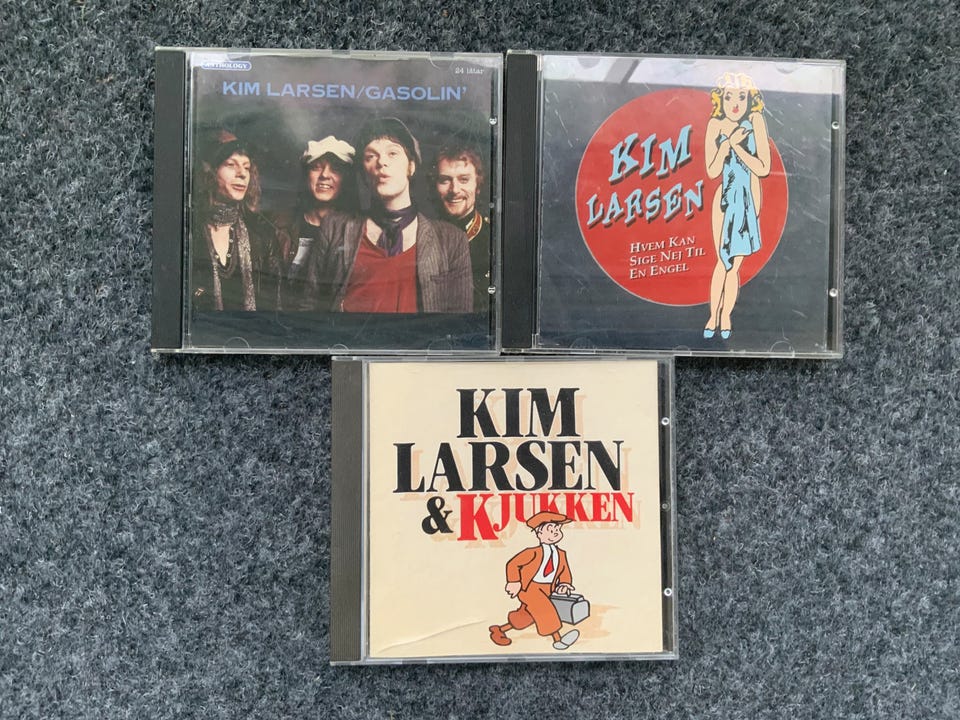 ANTHOLOGY
24 låtar
KIM LARSEN/GASOLIN'
KIM
LARSEN
HVEM KAN
SIGE NEJ TIL
EN ENGEL
KIM
LARSEN
& KJUKKEN